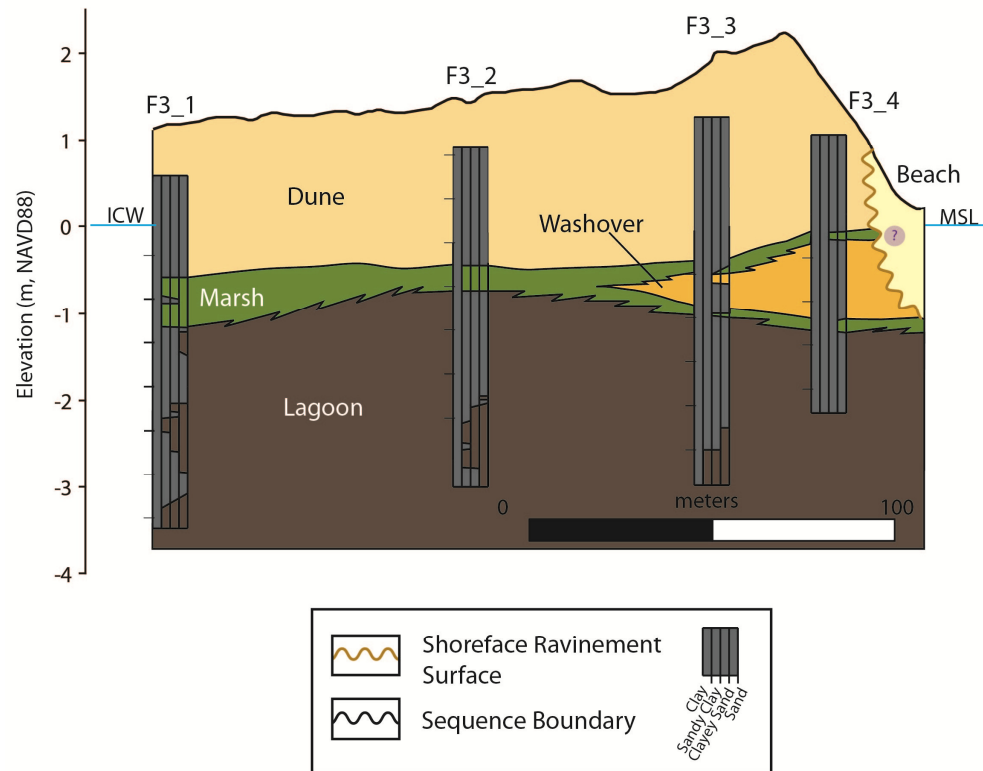 F3_3
2
F3_2
F3_4
F3_1
1
Beach
Dune
Washover
ICW
0
MSL
?
Marsh
-1
Elevation (m, NAVD88)
-2
Lagoon
-3
0
meters
100
-4
Shoreface Ravinement
Surface
Sequence Boundary
Clay
Sandy Clay
Clayey Sand
Sand